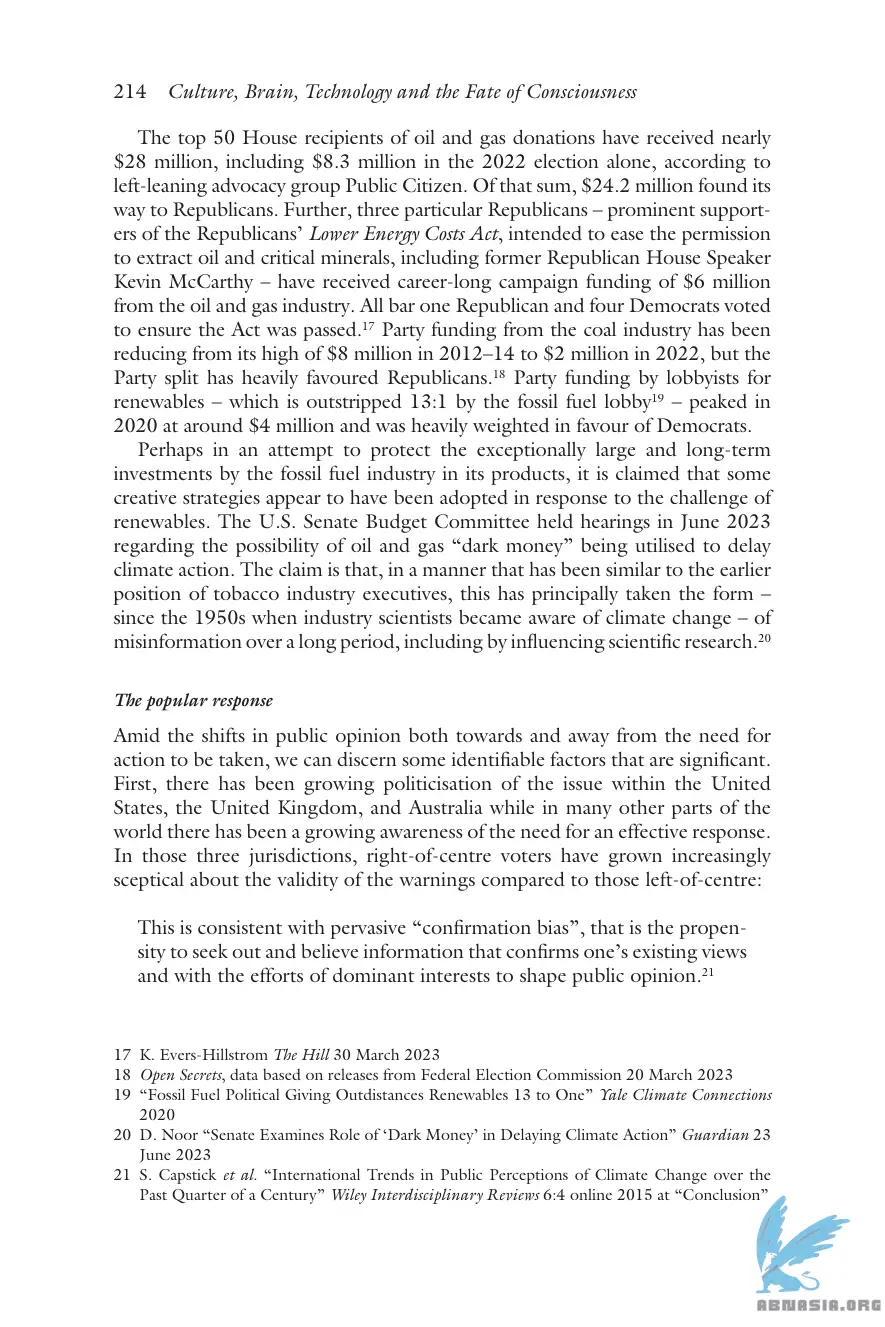 214 Culture, Brain, Technology and the Fate of Consciousness
The top 50 House recipients of oil and gas donations have received nearly
$28 million, including $8.3 million in the 2022 election alone, according to
left-leaning advocacy group Public Citizen. Of that sum, $24.2 million found its
way to Republicans. Further, three particular Republicans – prominent support-
ers of the Republicans’ Lower Energy Costs Act, intended to ease the permission
to extract oil and critical minerals, including former Republican House Speaker
Kevin McCarthy – have received career-long campaign funding of $6 million
from the oil and gas industry. All bar one Republican and four Democrats voted
to ensure the Act was passed.17 Party funding from the coal industry has been
reducing from its high of $8 million in 2012–14 to $2 million in 2022, but the
Party split has heavily favoured Republicans.18 Party funding by lobbyists for
renewables – which is outstripped 13:1 by the fossil fuel lobby19 – peaked in
2020 at around $4 million and was heavily weighted in favour of Democrats.
Perhaps in an attempt to protect the exceptionally large and long-term
investments by the fossil fuel industry in its products, it is claimed that some
creative strategies appear to have been adopted in response to the challenge of
renewables. The U.S. Senate Budget Committee held hearings in June 2023
regarding the possibility of oil and gas “dark money” being utilised to delay
climate action. The claim is that, in a manner that has been similar to the earlier
position of tobacco industry executives, this has principally taken the form –
since the 1950s when industry scientists became aware of climate change – of
misinformation over a long period, including by influencing scientific research.20
The popular response
Amid the shifts in public opinion both towards and away from the need for
action to be taken, we can discern some identifiable factors that are significant.
First, there has been growing politicisation of the issue within the United
States, the United Kingdom, and Australia while in many other parts of the
world there has been a growing awareness of the need for an effective response.
In those three jurisdictions, right-of-centre voters have grown increasingly
sceptical about the validity of the warnings compared to those left-of-centre:
This is consistent with pervasive “confirmation bias”, that is the propen-
sity to seek out and believe information that confirms one’s existing views
and with the efforts of dominant interests to shape public opinion.21
17 K. Evers-Hillstrom The Hill 30 March 2023
18 Open Secrets, data based on releases from Federal Election Commission 20 March 2023
19 “Fossil Fuel Political Giving Outdistances Renewables 13 to One” Yale Climate Connections
2020
20 D. Noor “Senate Examines Role of ‘Dark Money’ in Delaying Climate Action” Guardian 23
June 2023
21 S. Capstick et al. “International Trends in Public Perceptions of Climate Change over the
Past Quarter of a Century” Wiley Interdisciplinary Reviews 6:4 online 2015 at “Conclusion”
ABNASIA.ORG